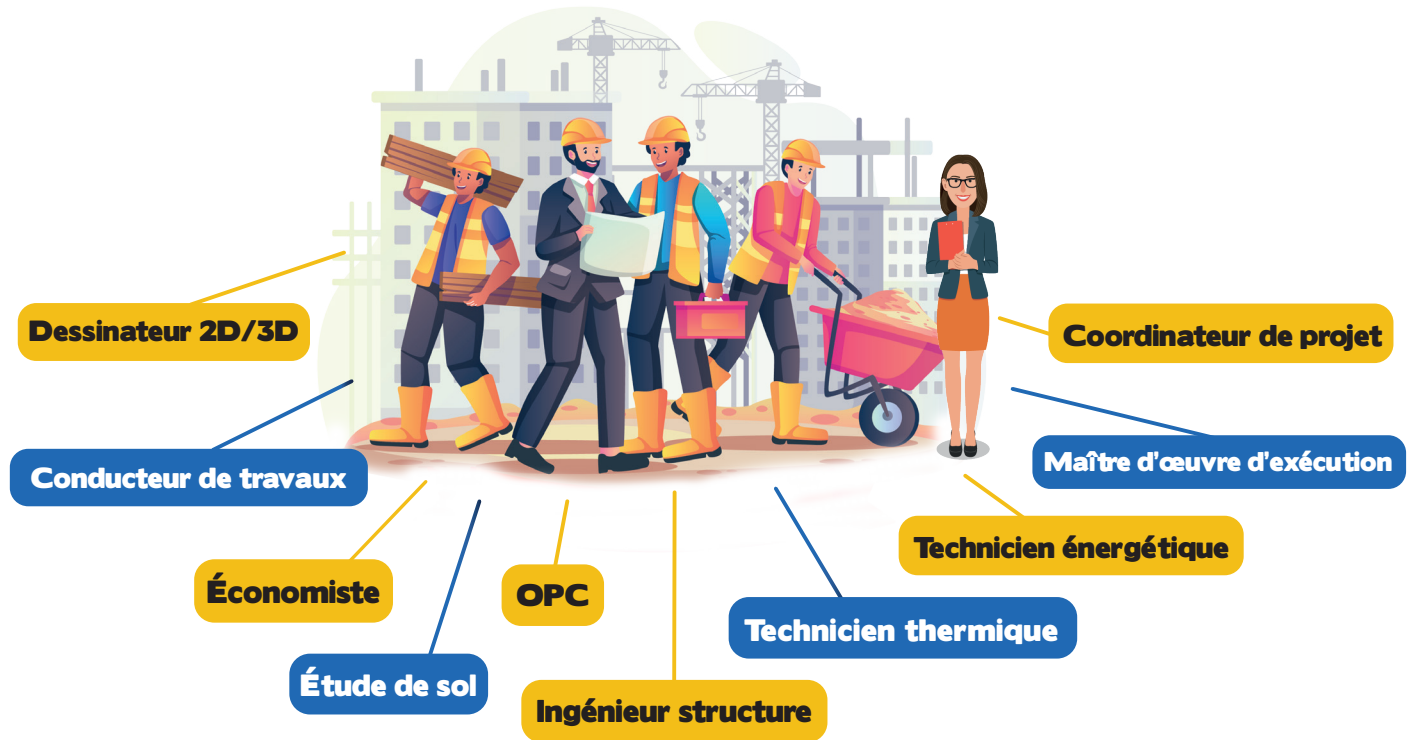 Dessinateur 2D/3D
Coordinateur de projet
Conducteur de travaux
Maître d'œuvre d'exécution
Économiste
OPC
Technicien énergétique
Étude de sol
Technicien thermique
Ingénieur structure